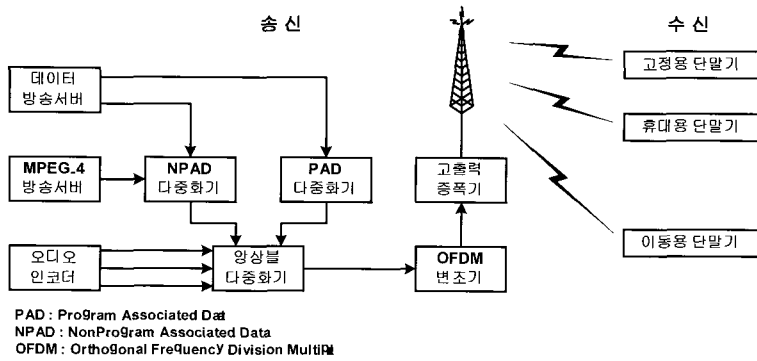 송 신
수 신
데이터
방송서버
MPEG-4
방송서버
오디오
인코더
NPAD
다중화기
PAD
다중화기
앙상블
다중화기
고출력
증폭기
OFDM
변조기
고정용 단말기
휴대용 단말기
이동용 단말기
PAD : Program Associated Dat
NPAD : NonProgram Associated Data
OFDM : Orthogonal Frequency Division